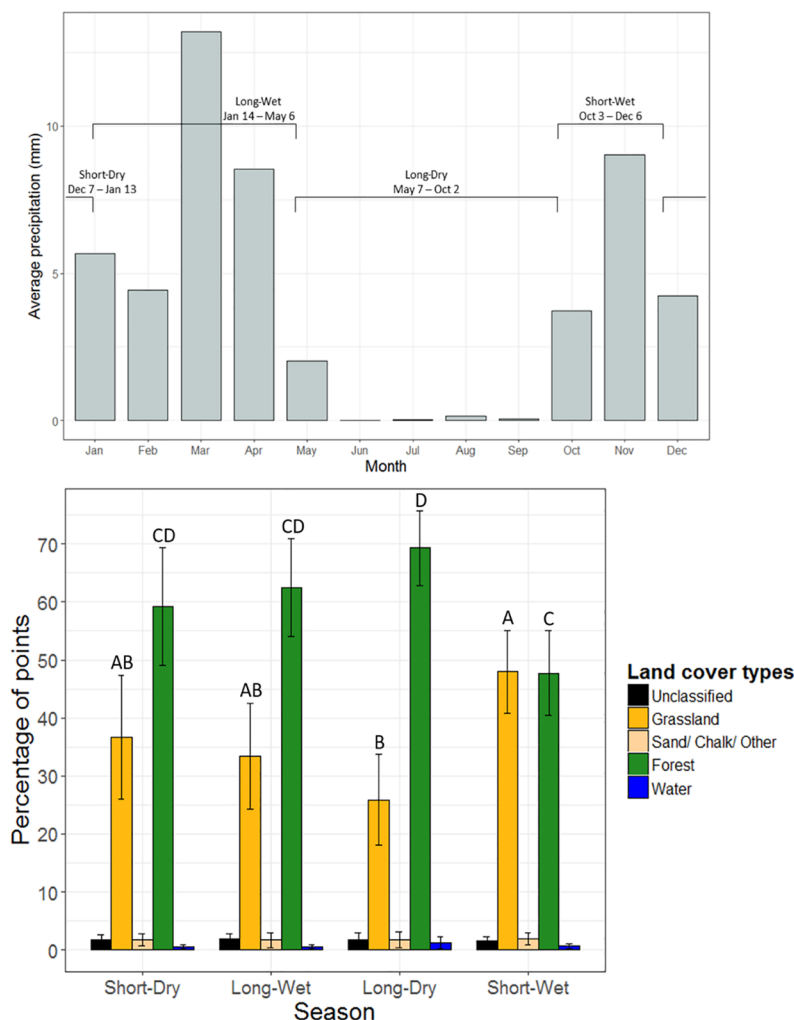 Average precipitation (mm)
10
5
0
Short-Dry
Dec 7 – Jan 13
Long-Wet
Jan 14 – May 6
Long-Dry
May 7 – Oct 2
Short-Wet
Oct 3 – Dec 6
Jan Feb Mar Apr May Jun Jul Aug Sep Oct Nov Dec
Month
Percentage of points
70
60
50
40
30
20
10
0
AB CD AB CD B D A C
Short-Dry Long-Wet Long-Dry Short-Wet
Season
Land cover types
Unclassified
Grassland
Sand/ Chalk/ Other
Forest
Water